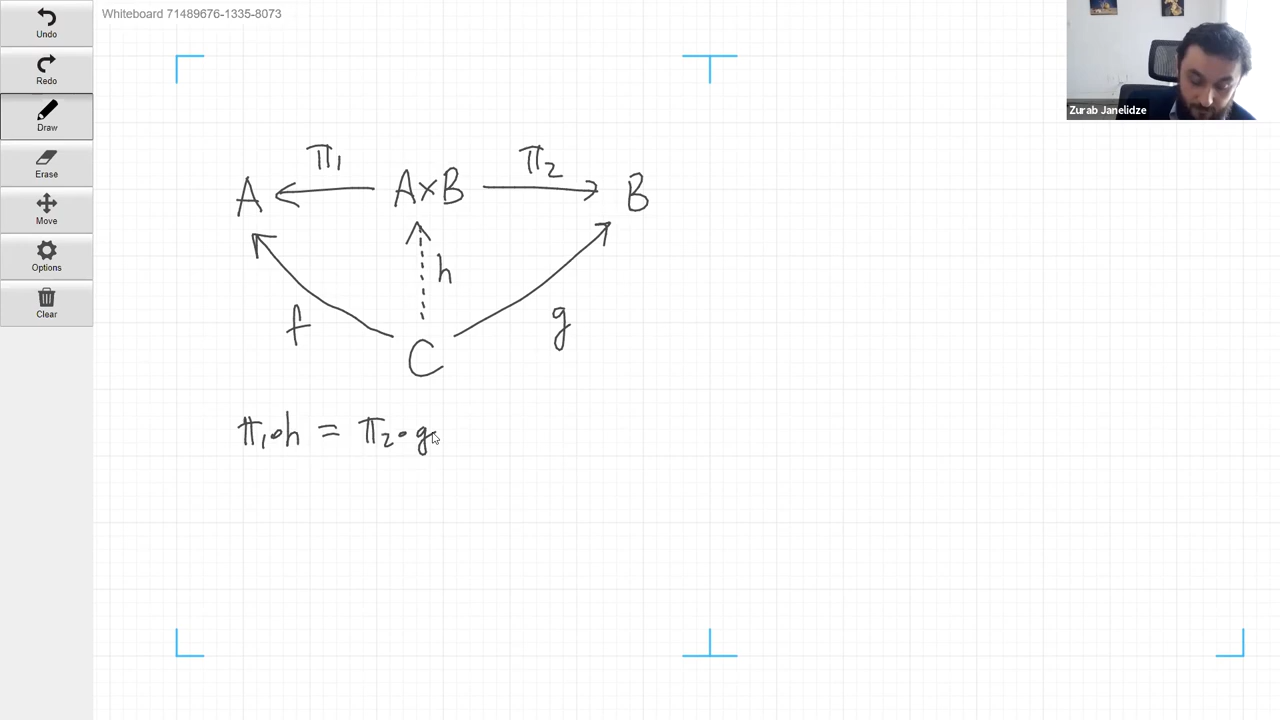 Undo
Redo
Draw
Erase
Move
Options
Clear
Whiteboard 71489676-1335-8073
Zurab Janelidze
π₁ π₂
A A×B B
h
f g
C
π₁∘h = π₂∘g